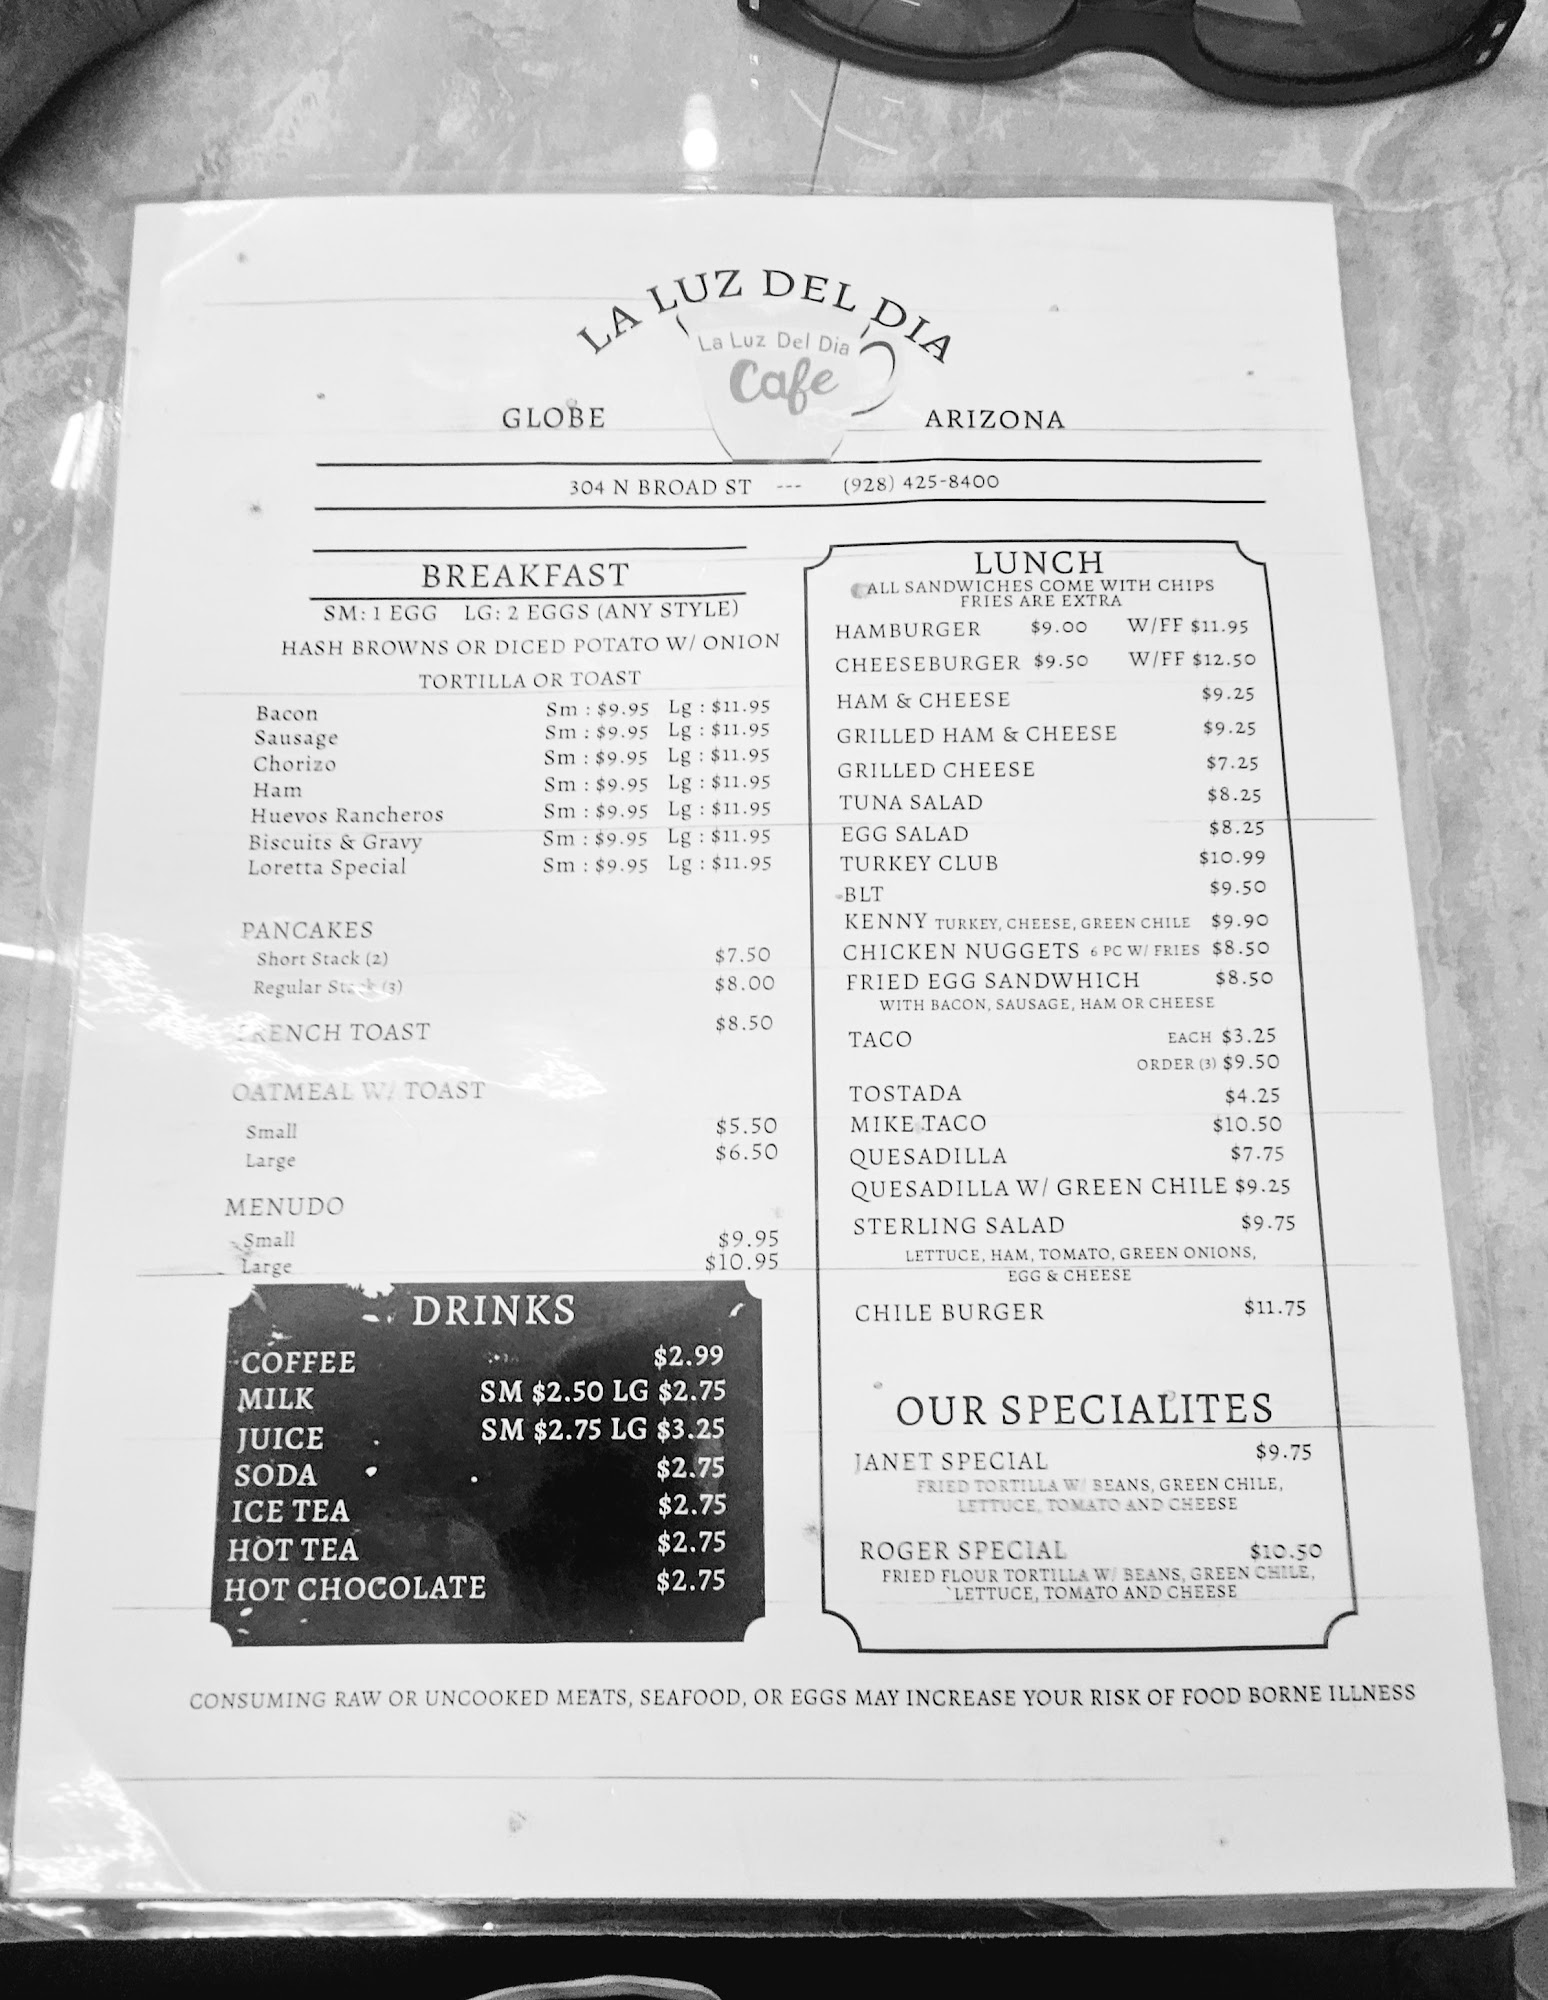 LA LUZ DEL DIA
La Luz Del Dia
Cafe
GLOBE ARIZONA
304 N BROAD ST --- (928) 425-8400
BREAKFAST
SM: 1 EGG LG: 2 EGGS (ANY STYLE)
HASH BROWNS OR DICED POTATO W/ ONION
TORTILLA OR TOAST
Bacon Sm : $9.95 Lg : $11.95
Sausage Sm : $9.95 Lg : $11.95
Chorizo Sm : $9.95 Lg : $11.95
Ham Sm : $9.95 Lg : $11.95
Huevos Rancheros Sm : $9.95 Lg : $11.95
Biscuits & Gravy Sm : $9.95 Lg : $11.95
Loretta Special Sm : $9.95 Lg : $11.95
PANCAKES
Short Stack (2) $7.50
Regular Stack (3) $8.00
FRENCH TOAST $8.50
OATMEAL W/ TOAST
Small $5.50
Large $6.50
MENUDO
Small $9.95
Large $10.95
DRINKS
COFFEE $2.99
MILK SM $2.50 LG $2.75
JUICE SM $2.75 LG $3.25
SODA $2.75
ICE TEA $2.75
HOT TEA $2.75
HOT CHOCOLATE $2.75
LUNCH
ALL SANDWICHES COME WITH CHIPS
FRIES ARE EXTRA
HAMBURGER $9.00 W/FF $11.95
CHEESEBURGER $9.50 W/FF $12.50
HAM & CHEESE $9.25
GRILLED HAM & CHEESE $9.25
GRILLED CHEESE $7.25
TUNA SALAD $8.25
EGG SALAD $8.25
TURKEY CLUB $10.99
BLT $9.50
KENNY TURKEY, CHEESE, GREEN CHILE $9.90
CHICKEN NUGGETS 6 PC W/ FRIES $8.50
FRIED EGG SANDWHICH $8.50
WITH BACON, SAUSAGE, HAM OR CHEESE
TACO EACH $3.25
ORDER (3) $9.50
TOSTADA $4.25
MIKE TACO $10.50
QUESADILLA $7.75
QUESADILLA W/ GREEN CHILE $9.25
STERLING SALAD $9.75
LETTUCE, HAM, TOMATO, GREEN ONIONS,
EGG & CHEESE
CHILE BURGER $11.75
OUR SPECIALITES
JANET SPECIAL $9.75
FRIED TORTILLA W/ BEANS, GREEN CHILE,
LETTUCE, TOMATO AND CHEESE
ROGER SPECIAL $10.50
FRIED FLOUR TORTILLA W/ BEANS, GREEN CHILE,
LETTUCE, TOMATO AND CHEESE
CONSUMING RAW OR UNCOOKED MEATS, SEAFOOD, OR EGGS MAY INCREASE YOUR RISK OF FOOD BORNE ILLNESS